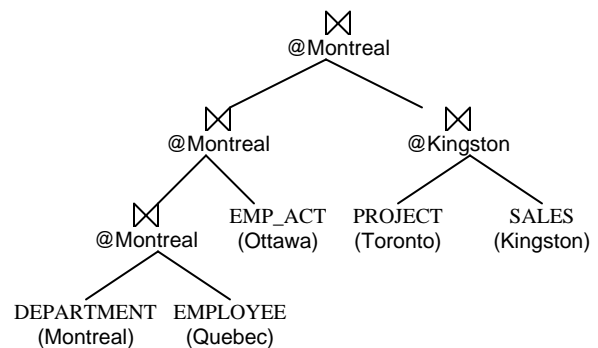 @Montreal
@Montreal
@Kingston
@Montreal
EMP_ACT
(Ottawa)
PROJECT
(Toronto)
SALES
(Kingston)
DEPARTMENT
(Montreal)
EMPLOYEE
(Quebec)